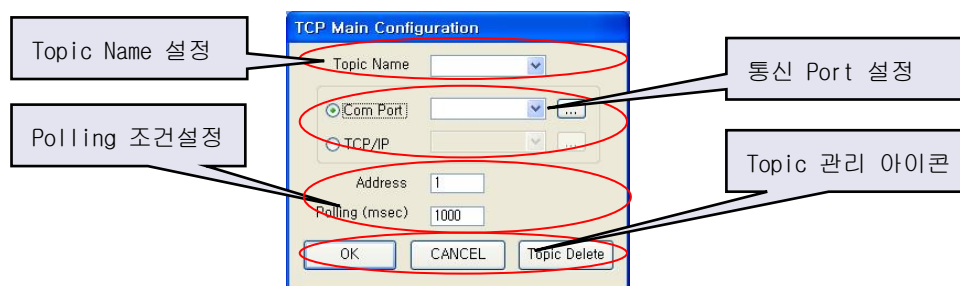 TCP Main Configuration
Topic Name 설정
Topic Name
통신 Port 설정
Com Port
...
Polling 조건설정
TCP/IP
...
Topic 관리 아이콘
Address
1
Polling (msec)
1000
OK
CANCEL
Topic Delete